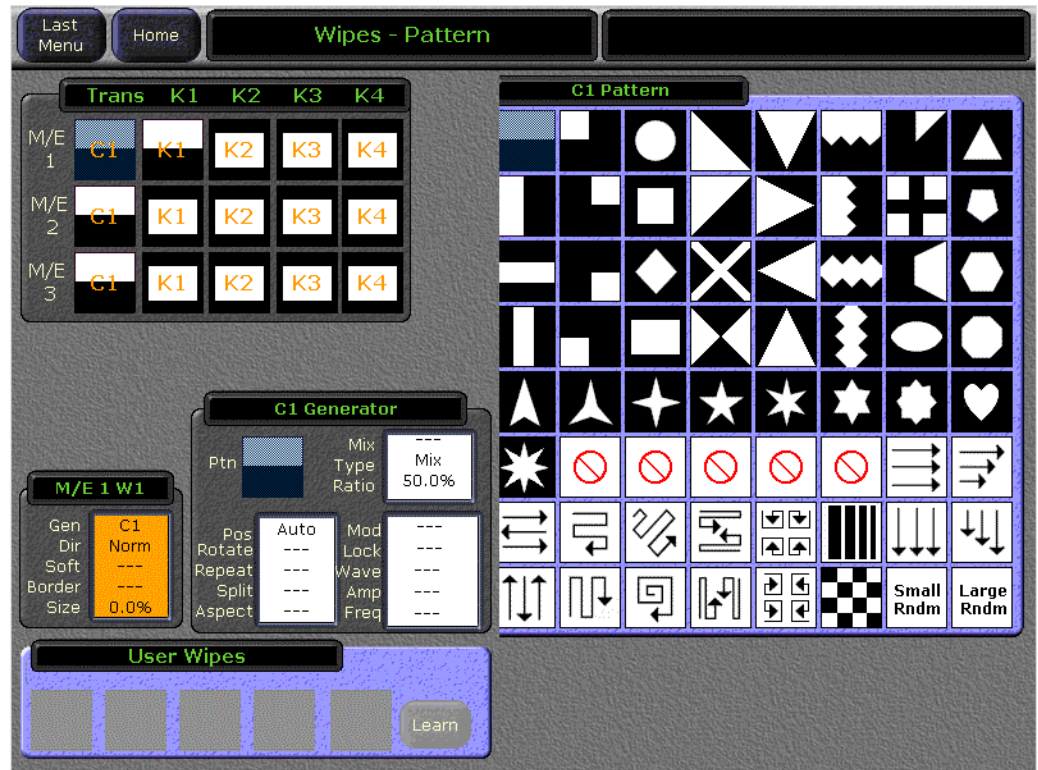 Last
Menu
Home
Wipes - Pattern
Trans K1 K2 K3 K4
M/E
1
C1 K1 K2 K3 K4
M/E
2
C1 K1 K2 K3 K4
M/E
3
C1 K1 K2 K3 K4
C1 Pattern
Small
Rndm
Large
Rndm
C1 Generator
Ptn
Mix ---
Type Mix
Ratio 50.0%
Pos Auto
Rotate ---
Repeat ---
Split ---
Aspect ---
Mod ---
Lock ---
Wave ---
Amp ---
Freq ---
M/E 1 W1
Gen C1
Dir Norm
Soft ---
Border ---
Size 0.0%
User Wipes
Learn